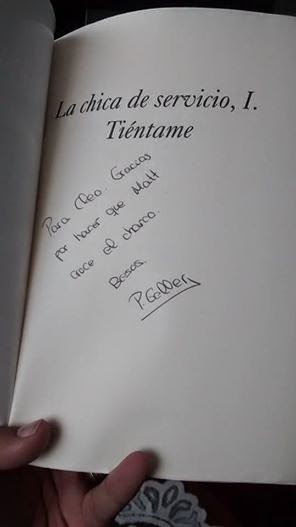 La chica de servicio, I.
Tiéntame
Para Cleo. Gracias
por hacer que Matt
cruce el charco.
Besos.
P. Geller